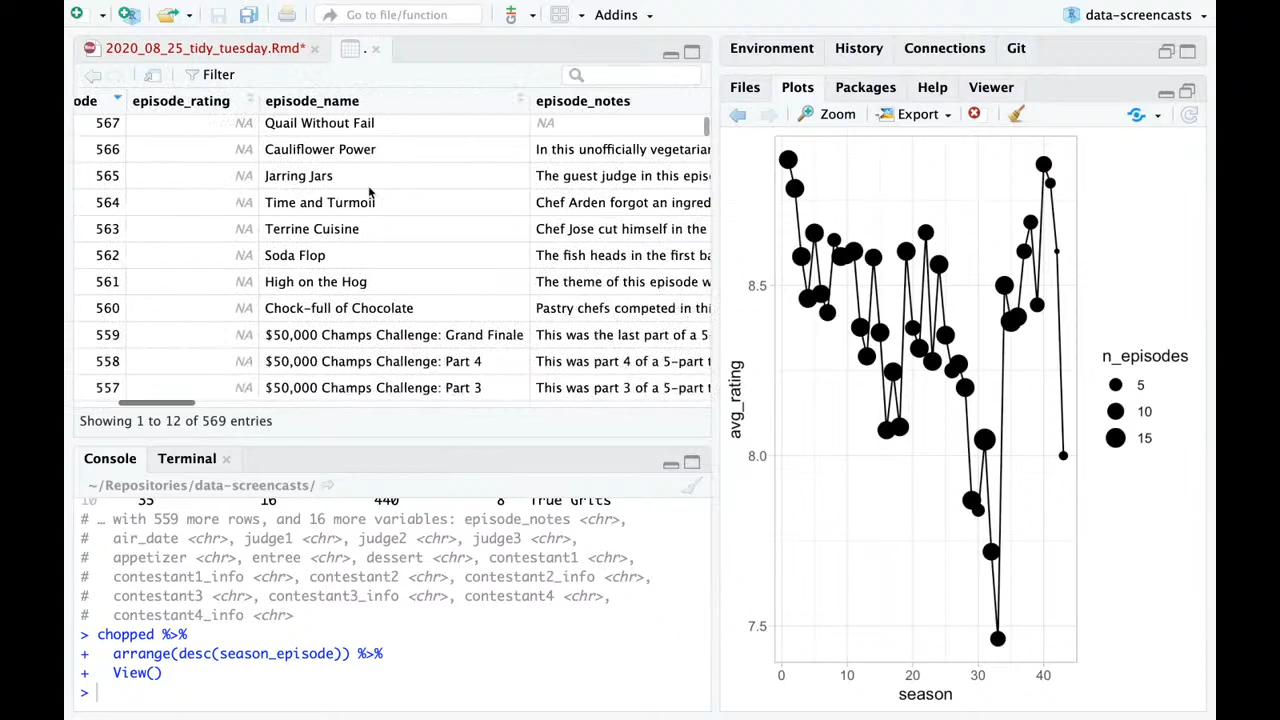 Go to file/function
Addins
data-screencasts
2020_08_25_tidy_tuesday.Rmd*
.
Filter
ode episode_rating episode_name episode_notes
567 NA Quail Without Fail NA
566 NA Cauliflower Power In this unofficially vegetarian
565 NA Jarring Jars The guest judge in this epis
564 NA Time and Turmoil Chef Arden forgot an ingred
563 NA Terrine Cuisine Chef Jose cut himself in the
562 NA Soda Flop The fish heads in the first ba
561 NA High on the Hog The theme of this episode w
560 NA Chock-full of Chocolate Pastry chefs competed in thi
559 NA $50,000 Champs Challenge: Grand Finale This was the last part of a 5
558 NA $50,000 Champs Challenge: Part 4 This was part 4 of a 5-part t
557 NA $50,000 Champs Challenge: Part 3 This was part 3 of a 5-part t
Showing 1 to 12 of 569 entries
Console Terminal
~/Repositories/data-screencasts/
10 35 16 440 8 True Grits
# … with 559 more rows, and 16 more variables: episode_notes <chr>,
# air_date <chr>, judge1 <chr>, judge2 <chr>, judge3 <chr>,
# appetizer <chr>, entree <chr>, dessert <chr>, contestant1 <chr>,
# contestant1_info <chr>, contestant2 <chr>, contestant2_info <chr>,
# contestant3 <chr>, contestant3_info <chr>, contestant4 <chr>,
# contestant4_info <chr>
> chopped %>%
+ arrange(desc(season_episode)) %>%
+ View()
>
Environment History Connections Git
Files Plots Packages Help Viewer
Zoom Export
8.5
8.0
7.5
avg_rating
0 10 20 30 40
season
n_episodes
5
10
15